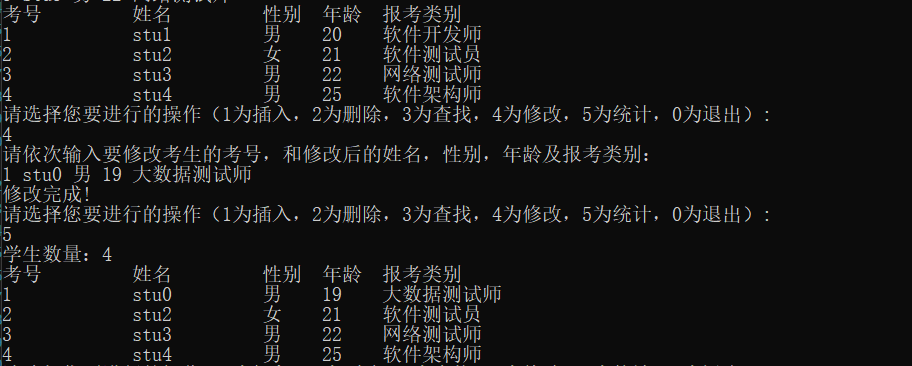 考号 姓名 性别 年龄 报考类别
1 stu1 男 20 软件开发师
2 stu2 女 21 软件测试员
3 stu3 男 22 网络测试师
4 stu4 男 25 软件架构师
请选择您要进行的操作（1为插入，2为删除，3为查找，4为修改，5为统计，0为退出）:
4
请依次输入要修改考生的考号，和修改后的姓名，性别，年龄及报考类别：
1 stu0 男 19 大数据测试师
修改完成！
请选择您要进行的操作（1为插入，2为删除，3为查找，4为修改，5为统计，0为退出）:
5
学生数量：4
考号 姓名 性别 年龄 报考类别
1 stu0 男 19 大数据测试师
2 stu2 女 21 软件测试员
3 stu3 男 22 网络测试师
4 stu4 男 25 软件架构师